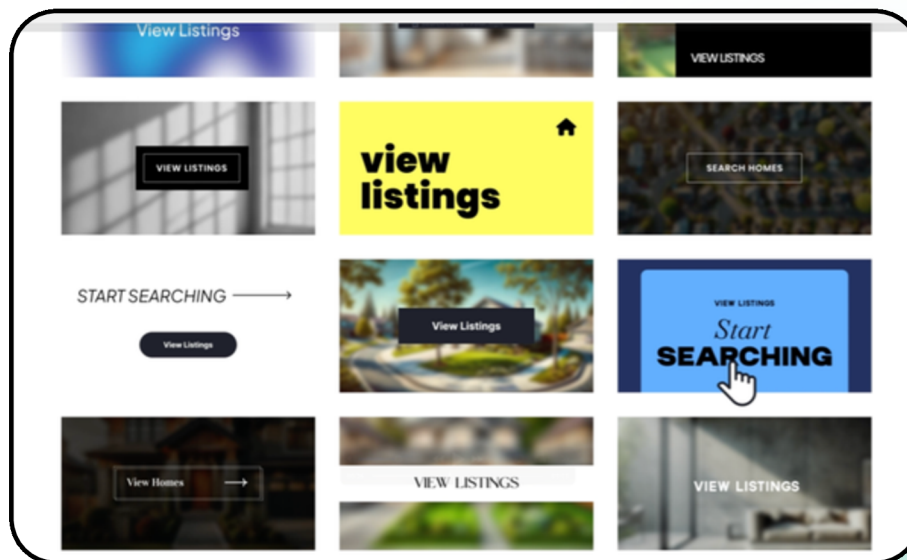 View Listings
VIEW LISTINGS
VIEW LISTINGS
view
listings
SEARCH HOMES
START SEARCHING
View Listings
View Listings
VIEW LISTINGS
Start
SEARCHING
View Homes
VIEW LISTINGS
VIEW LISTINGS